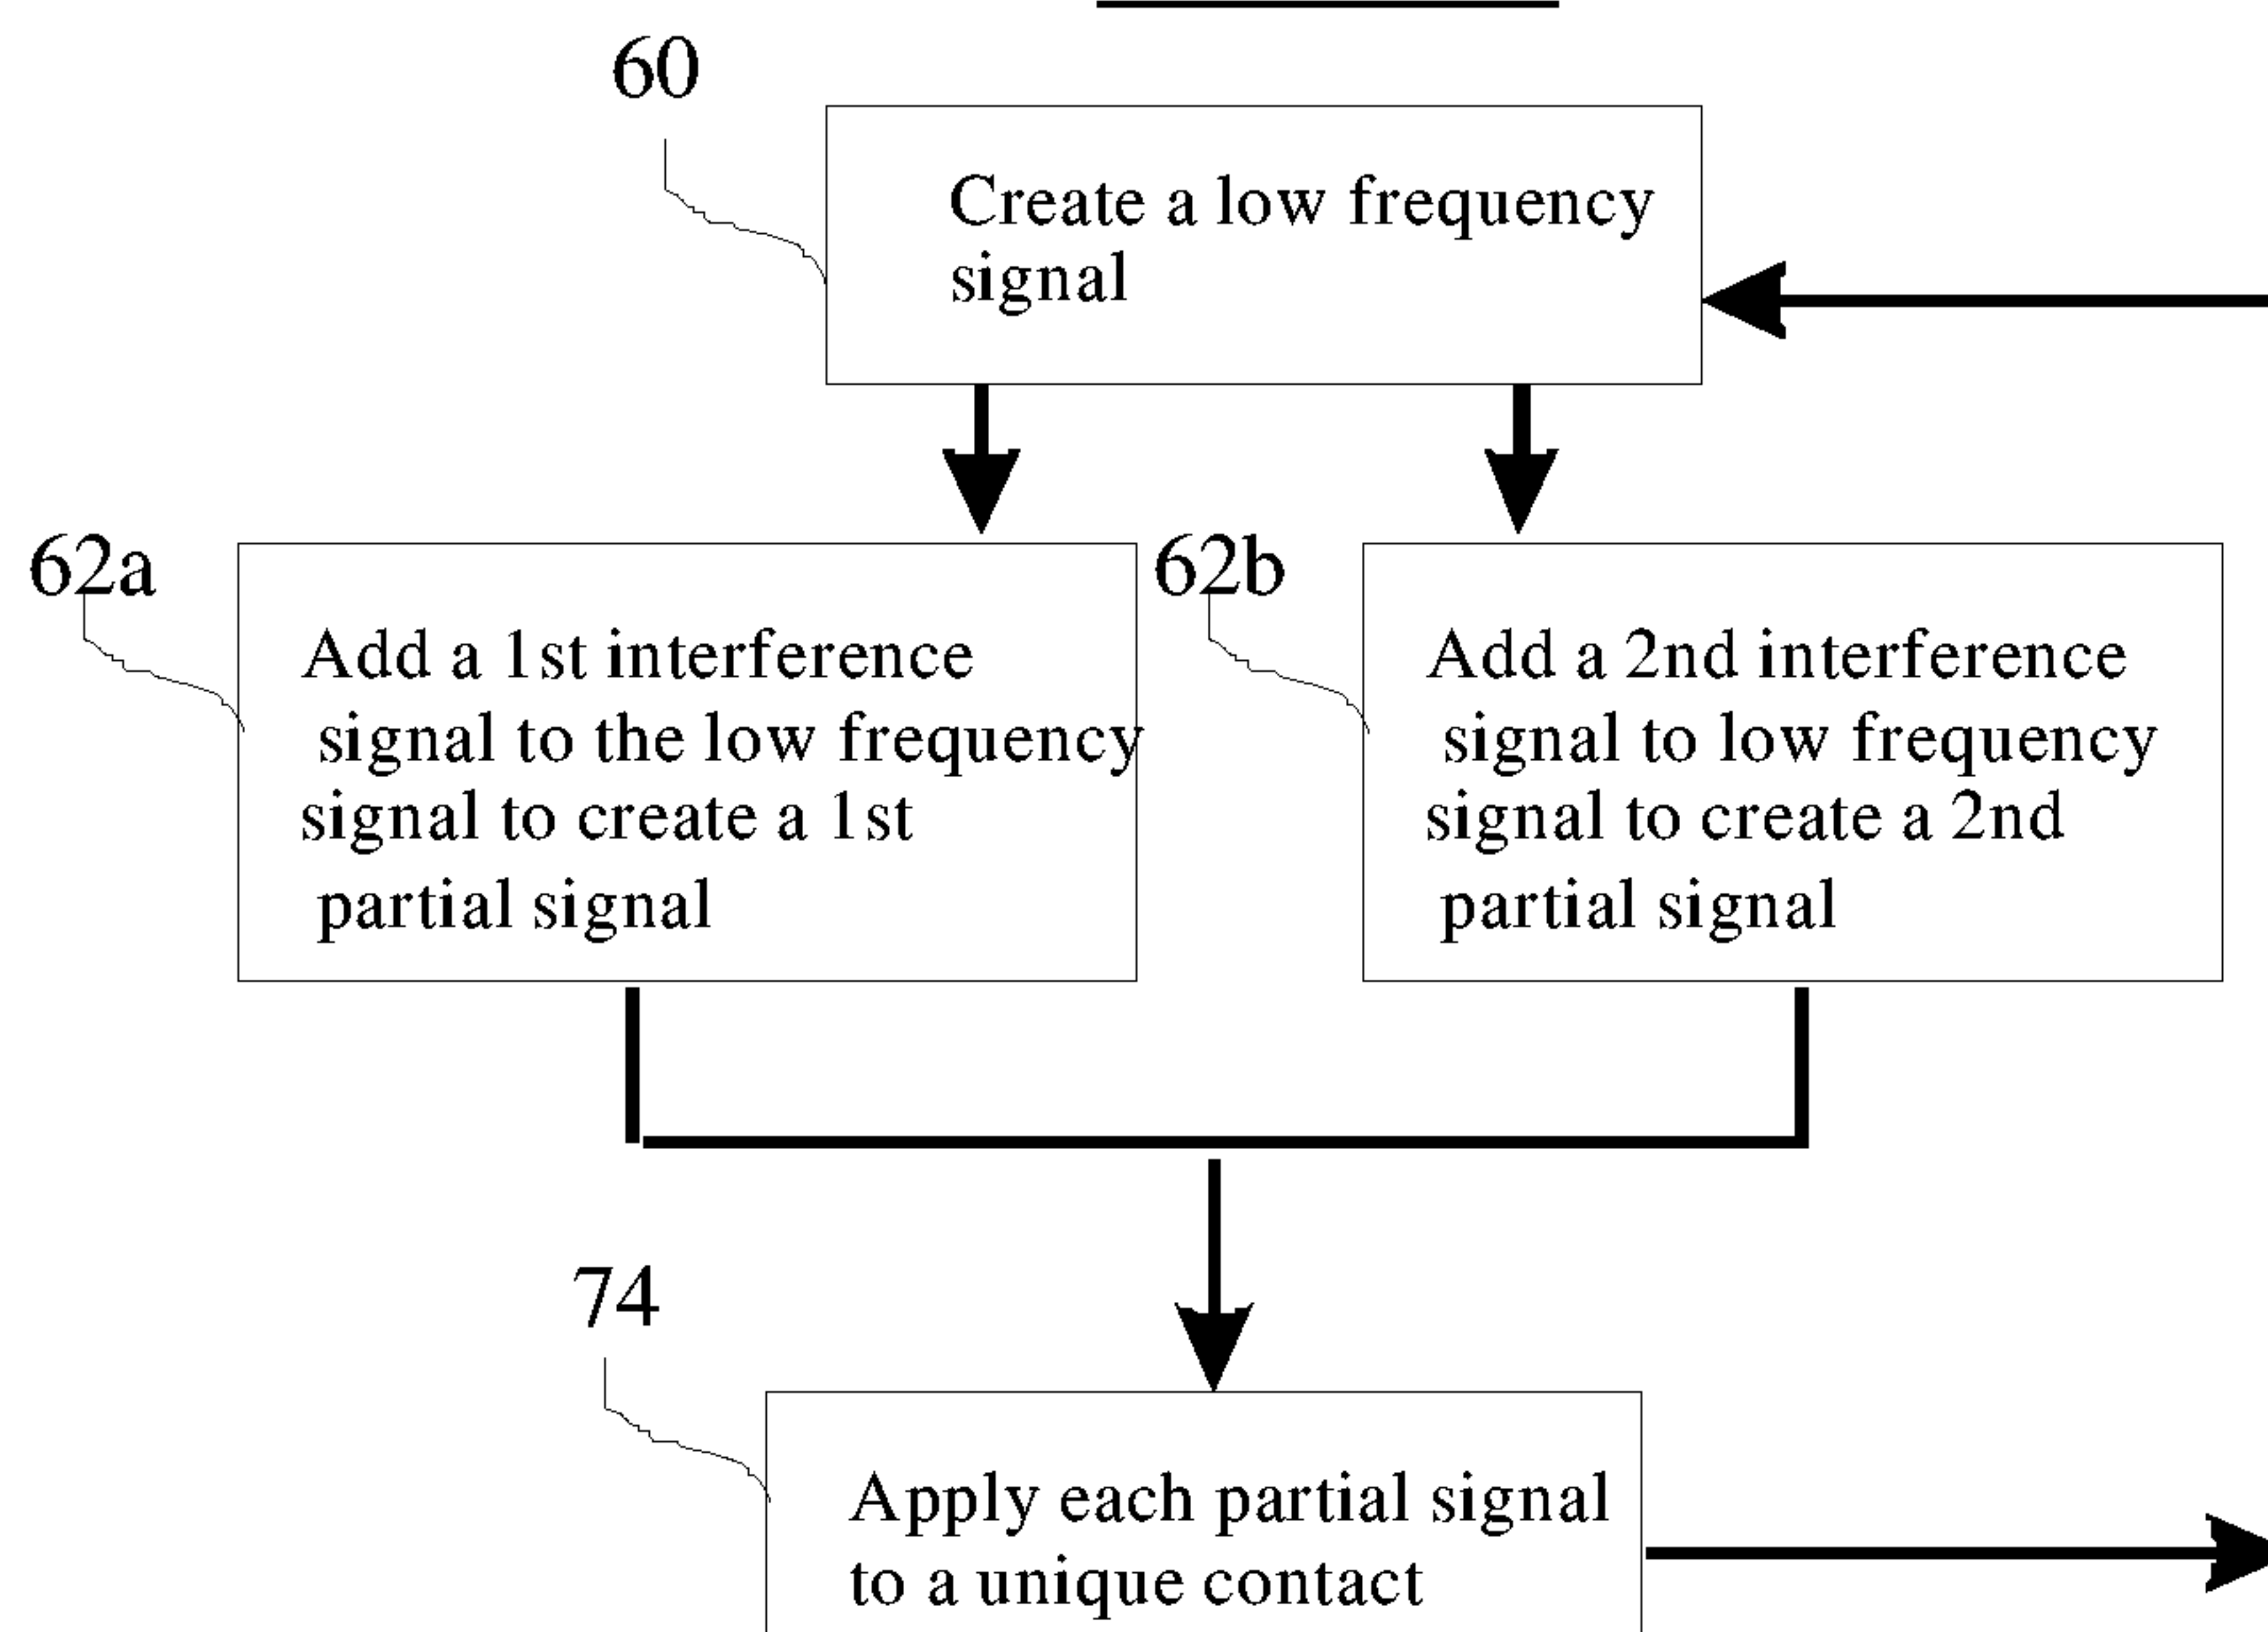 60
Create a low frequency
signal
62a
Add a 1st interference
signal to the low frequency
signal to create a 1st
partial signal
62b
Add a 2nd interference
signal to low frequency
signal to create a 2nd
partial signal
74
Apply each partial signal
to a unique contact